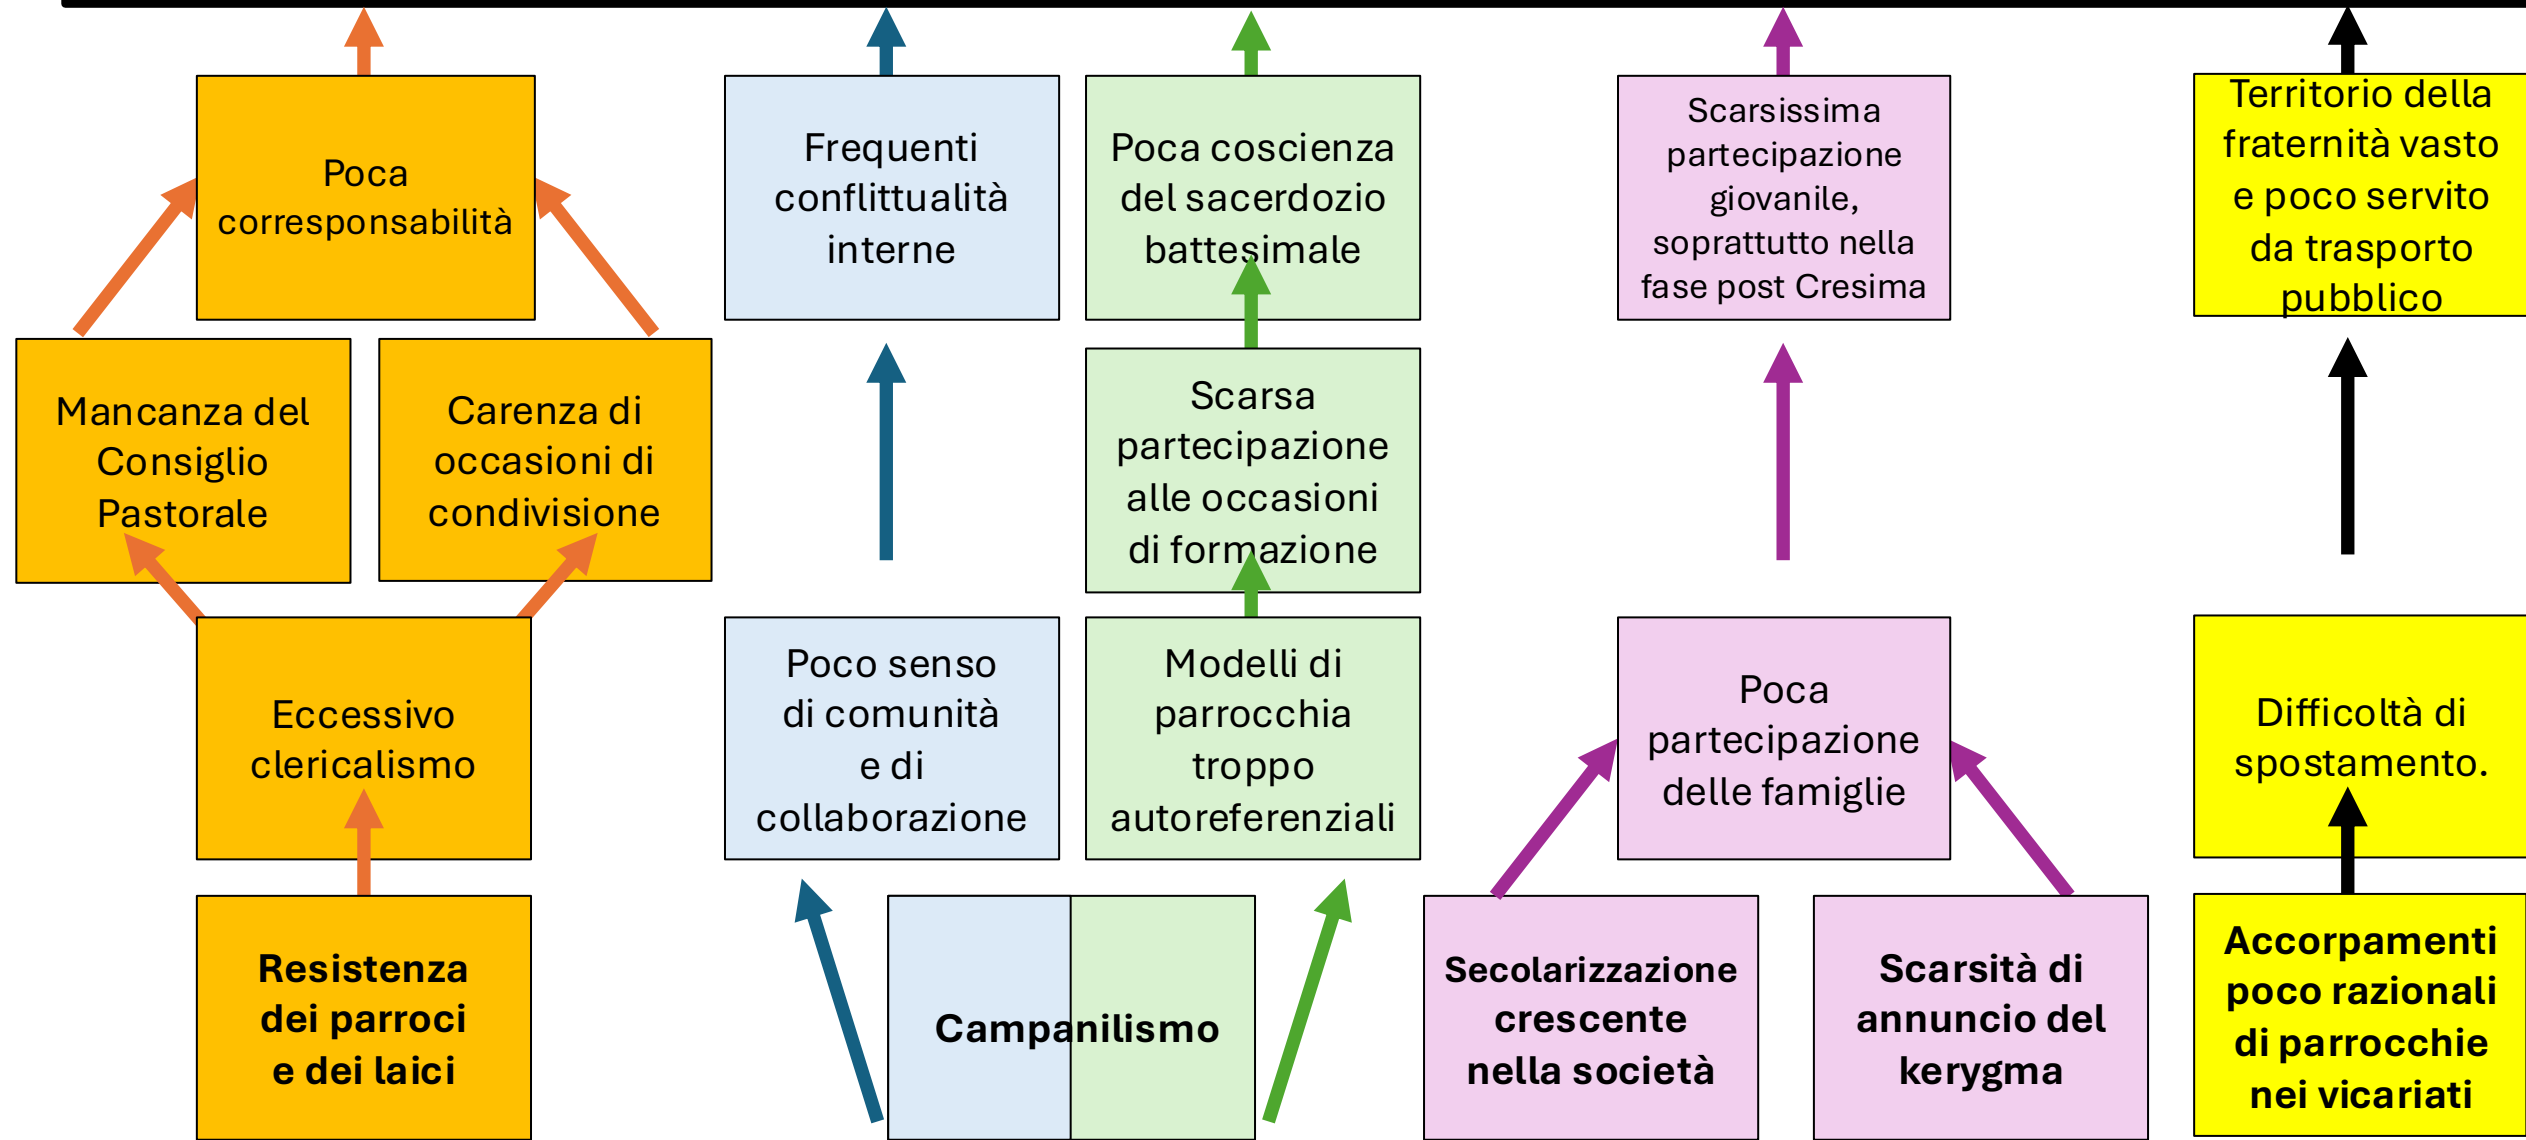 Poca
corresponsabilità
Frequenti
conflittualità
interne
Poca coscienza
del sacerdozio
battesimale
Scarsissima
partecipazione
giovanile,
soprattutto nella
fase post Cresima
Territorio della
fraternità vasto
e poco servito
da trasporto
pubblico
Mancanza del
Consiglio
Pastorale
Carenza di
occasioni di
condivisione
Scarsa
partecipazione
alle occasioni
di formazione
Eccessivo
clericalismo
Poco senso
di comunità
e di
collaborazione
Modelli di
parrocchia
troppo
autoreferenziali
Poca
partecipazione
delle famiglie
Difficoltà di
spostamento.
Resistenza
dei parroci
e dei laici
Campanilismo
Secolarizzazione
crescente
nella società
Scarsità di
annuncio del
kerygma
Accorpamenti
poco razionali
di parrocchie
nei vicariati